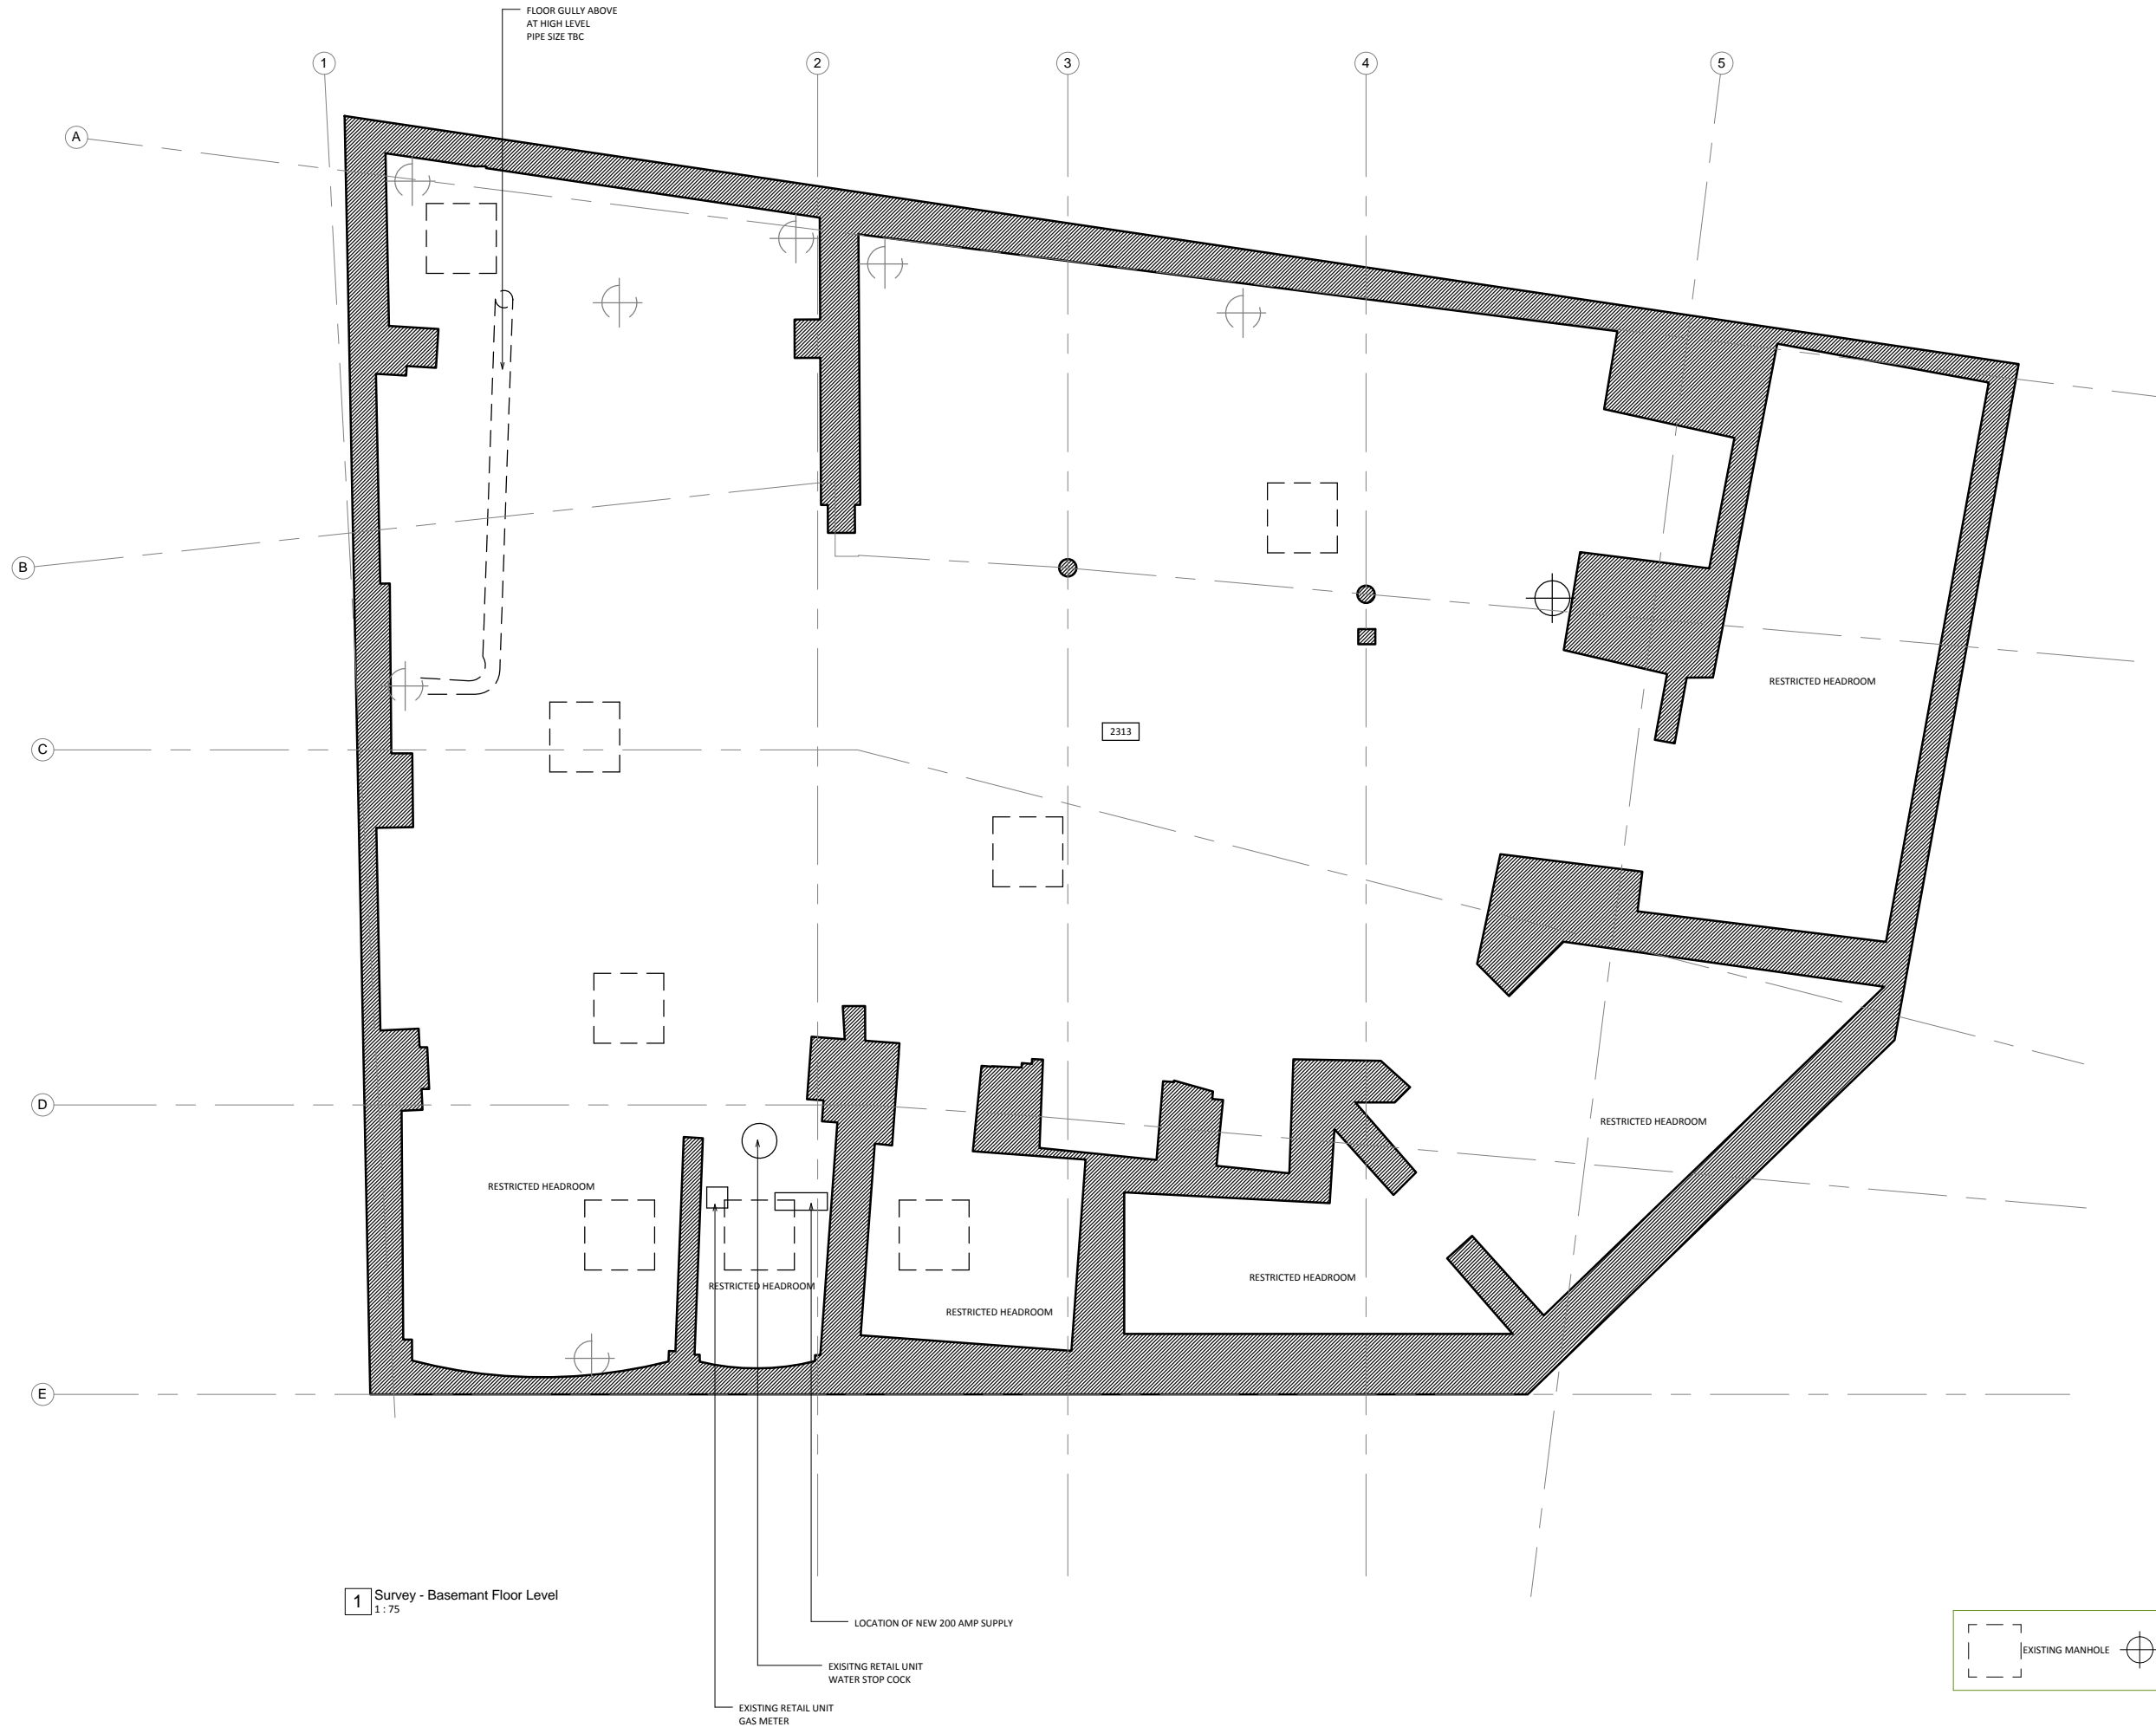 FLOOR GULLY ABOVE
AT HIGH LEVEL
PIPE SIZE TBC
1
2
3
4
5
A
B
C
D
E
RESTRICTED HEADROOM
2313
RESTRICTED HEADROOM
RESTRICTED HEADROOM
RESTRICTED HEADROOM
RESTRICTED HEADROOM
RESTRICTED HEADROOM
1
Survey - Basemant Floor Level
1 : 75
LOCATION OF NEW 200 AMP SUPPLY
EXISITNG RETAIL UNIT
WATER STOP COCK
EXISTING RETAIL UNIT
GAS METER
EXISTING MANHOLE